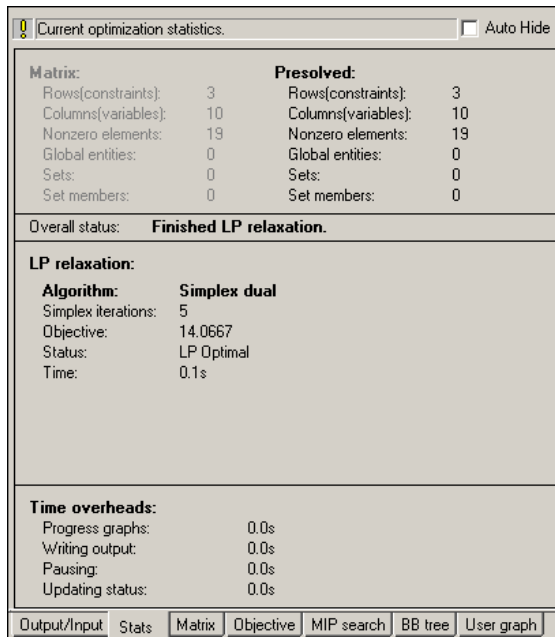 Current optimization statistics. Auto Hide
Matrix: Presolved:
Rows(constraints): 3 Rows(constraints): 3
Columns(variables): 10 Columns(variables): 10
Nonzero elements: 19 Nonzero elements: 19
Global entities: 0 Global entities: 0
Sets: 0 Sets: 0
Set members: 0 Set members: 0
Overall status: Finished LP relaxation.
LP relaxation:
Algorithm: Simplex dual
Simplex iterations: 5
Objective: 14.0667
Status: LP Optimal
Time: 0.1s
Time overheads:
Progress graphs: 0.0s
Writing output: 0.0s
Pausing: 0.0s
Updating status: 0.0s
Output/Input Stats Matrix Objective MIP search BB tree User graph